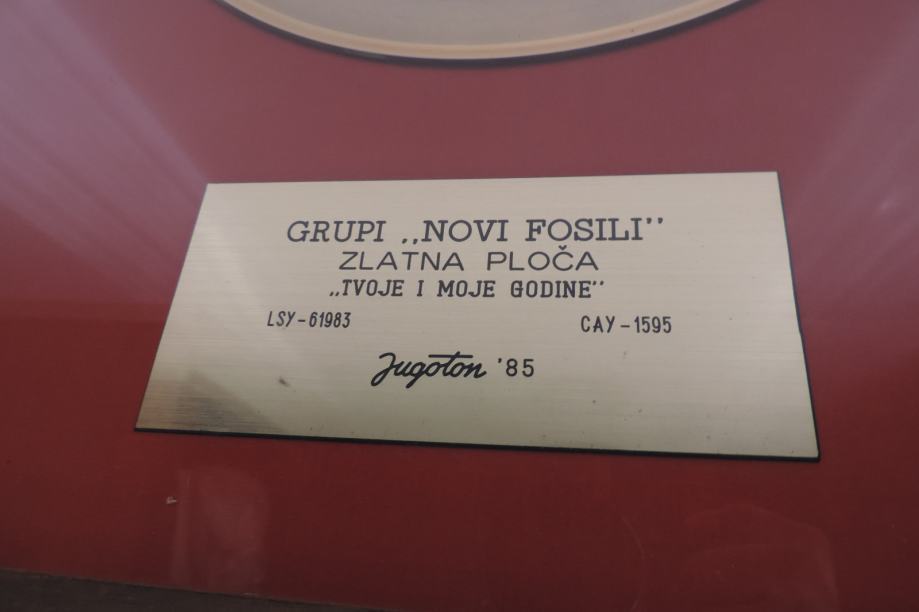 GRUPI ,,NOVI FOSILI''
ZLATNA PLOČA
,,TVOJE I MOJE GODINE''
LSY-61983 CAY-1595
Jugoton '85